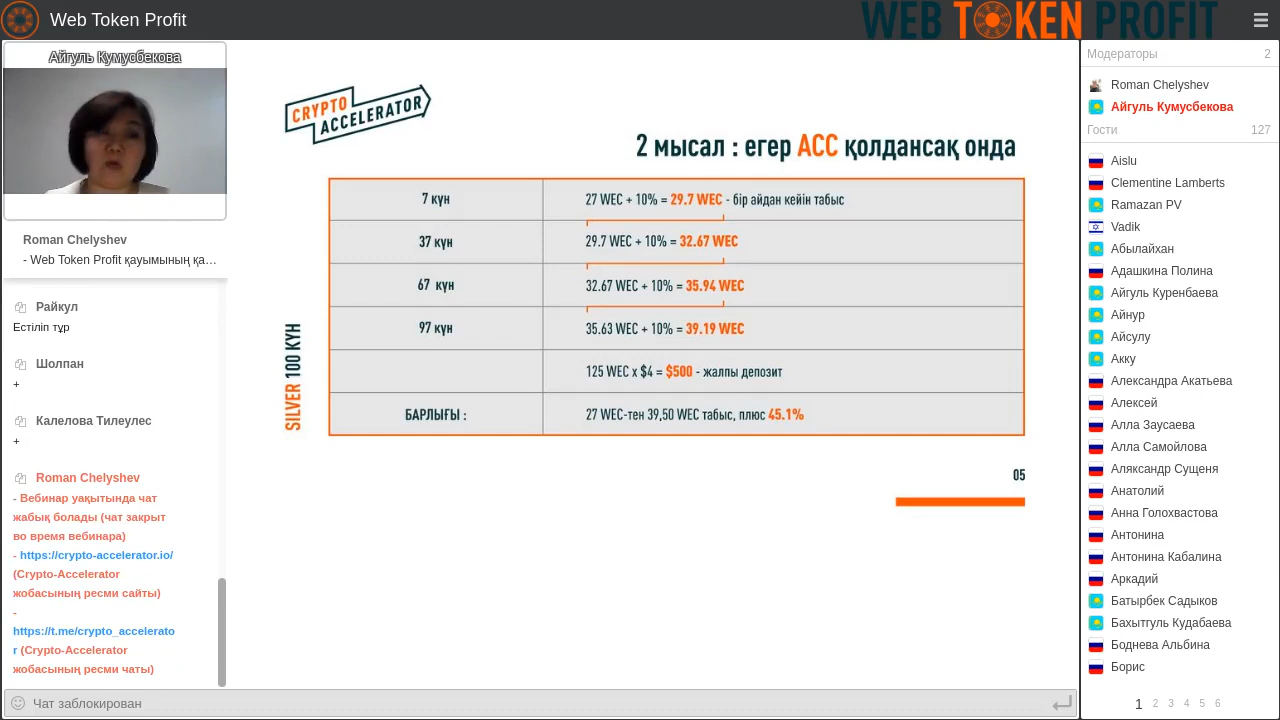 Web Token Profit
WEB TOKEN PROFIT
Айгуль Кумусбекова
Roman Chelyshev
- Web Token Profit қауымының қа…
Райкул
Естіліп тұр
Шолпан
+
Калелова Тилеулес
+
Roman Chelyshev
- Вебинар уақытында чат
жабық болады (чат закрыт
во время вебинара)
- https://crypto-accelerator.io/
(Crypto-Accelerator
жобасының ресми сайты)
-
https://t.me/crypto_accelerato
r (Crypto-Accelerator
жобасының ресми чаты)
Чат заблокирован
CRYPTO
ACCELERATOR
2 мысал : егер ACC қолдансақ онда
SILVER 100 КҮН
7 күн 27 WEC + 10% = 29.7 WEC - бір айдан кейін табыс
37 күн 29.7 WEC + 10% = 32.67 WEC
67 күн 32.67 WEC + 10% = 35.94 WEC
97 күн 35.63 WEC + 10% = 39.19 WEC
125 WEC x $4 = $500 - жалпы депозит
БАРЛЫҒЫ : 27 WEC-тен 39,50 WEC табыс, плюс 45.1%
05
Модераторы 2
Roman Chelyshev
Айгуль Кумусбекова
Гости 127
Aislu
Clementine Lamberts
Ramazan PV
Vadik
Абылайхан
Адашкина Полина
Айгуль Куренбаева
Айнур
Айсулу
Акку
Александра Акатьева
Алексей
Алла Заусаева
Алла Самойлова
Аляксандр Сущеня
Анатолий
Анна Голохвастова
Антонина
Антонина Кабалина
Аркадий
Батырбек Садыков
Бахытгуль Кудабаева
Боднева Альбина
Борис
1 2 3 4 5 6